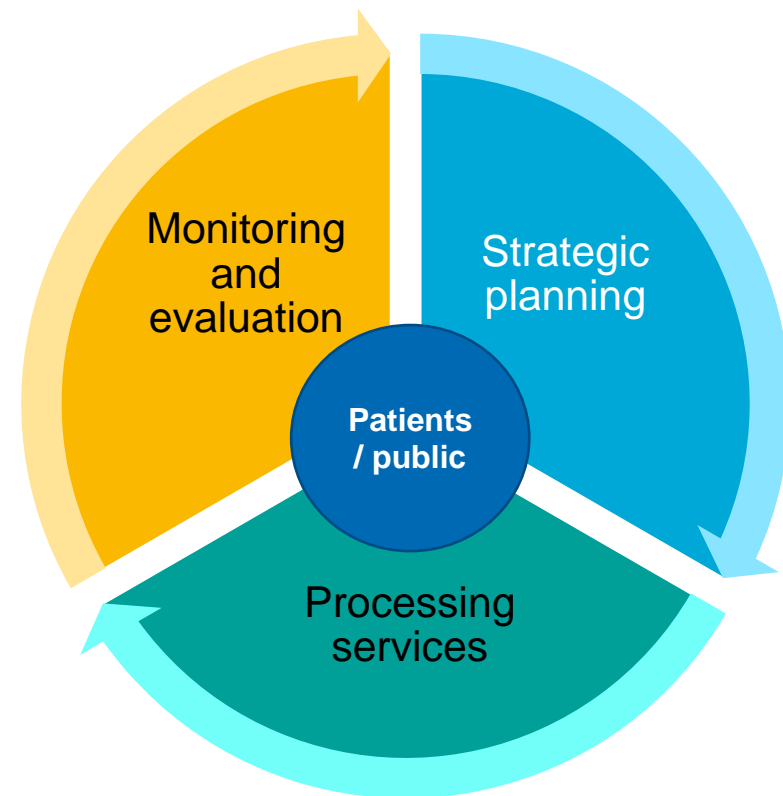 Monitoring
and
evaluation
Strategic
planning
Patients
/ public
Processing
services